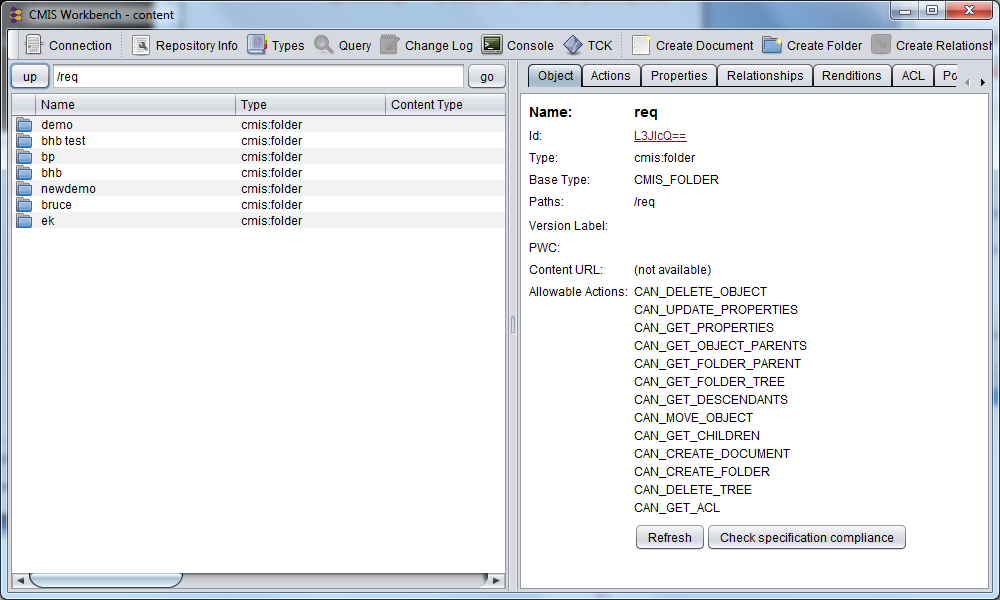 CMIS Workbench - content
Connection Repository Info Types Query Change Log Console TCK Create Document Create Folder Create Relationsh
up /req go
Name Type Content Type
demo cmis:folder
bhb test cmis:folder
bp cmis:folder
bhb cmis:folder
newdemo cmis:folder
bruce cmis:folder
ek cmis:folder
Object Actions Properties Relationships Renditions ACL Po
Name: req
Id: L3JlcQ==
Type: cmis:folder
Base Type: CMIS_FOLDER
Paths: /req
Version Label:
PWC:
Content URL: (not available)
Allowable Actions: CAN_DELETE_OBJECT
CAN_UPDATE_PROPERTIES
CAN_GET_PROPERTIES
CAN_GET_OBJECT_PARENTS
CAN_GET_FOLDER_PARENT
CAN_GET_FOLDER_TREE
CAN_GET_DESCENDANTS
CAN_MOVE_OBJECT
CAN_GET_CHILDREN
CAN_CREATE_DOCUMENT
CAN_CREATE_FOLDER
CAN_DELETE_TREE
CAN_GET_ACL
Refresh Check specification compliance